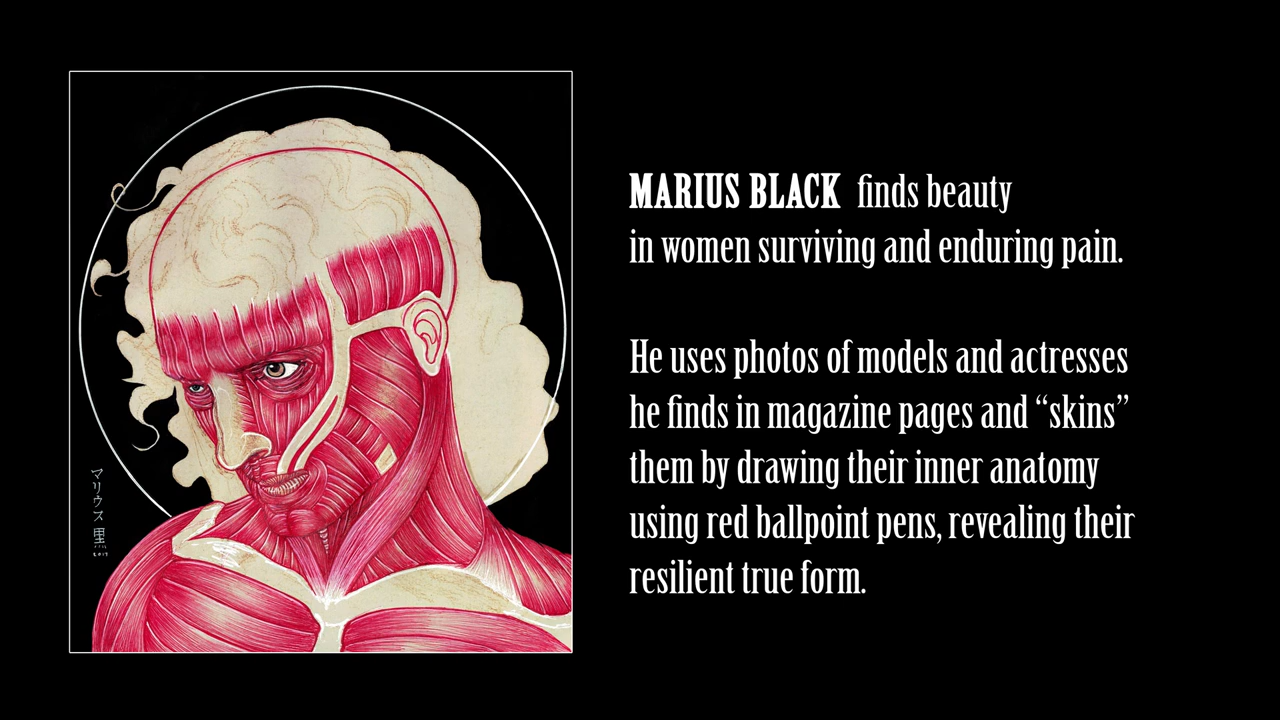 MARIUS BLACK finds beauty
in women surviving and enduring pain.
He uses photos of models and actresses
he finds in magazine pages and “skins”
them by drawing their inner anatomy
using red ballpoint pens, revealing their
resilient true form.
マリウス 黒
2017